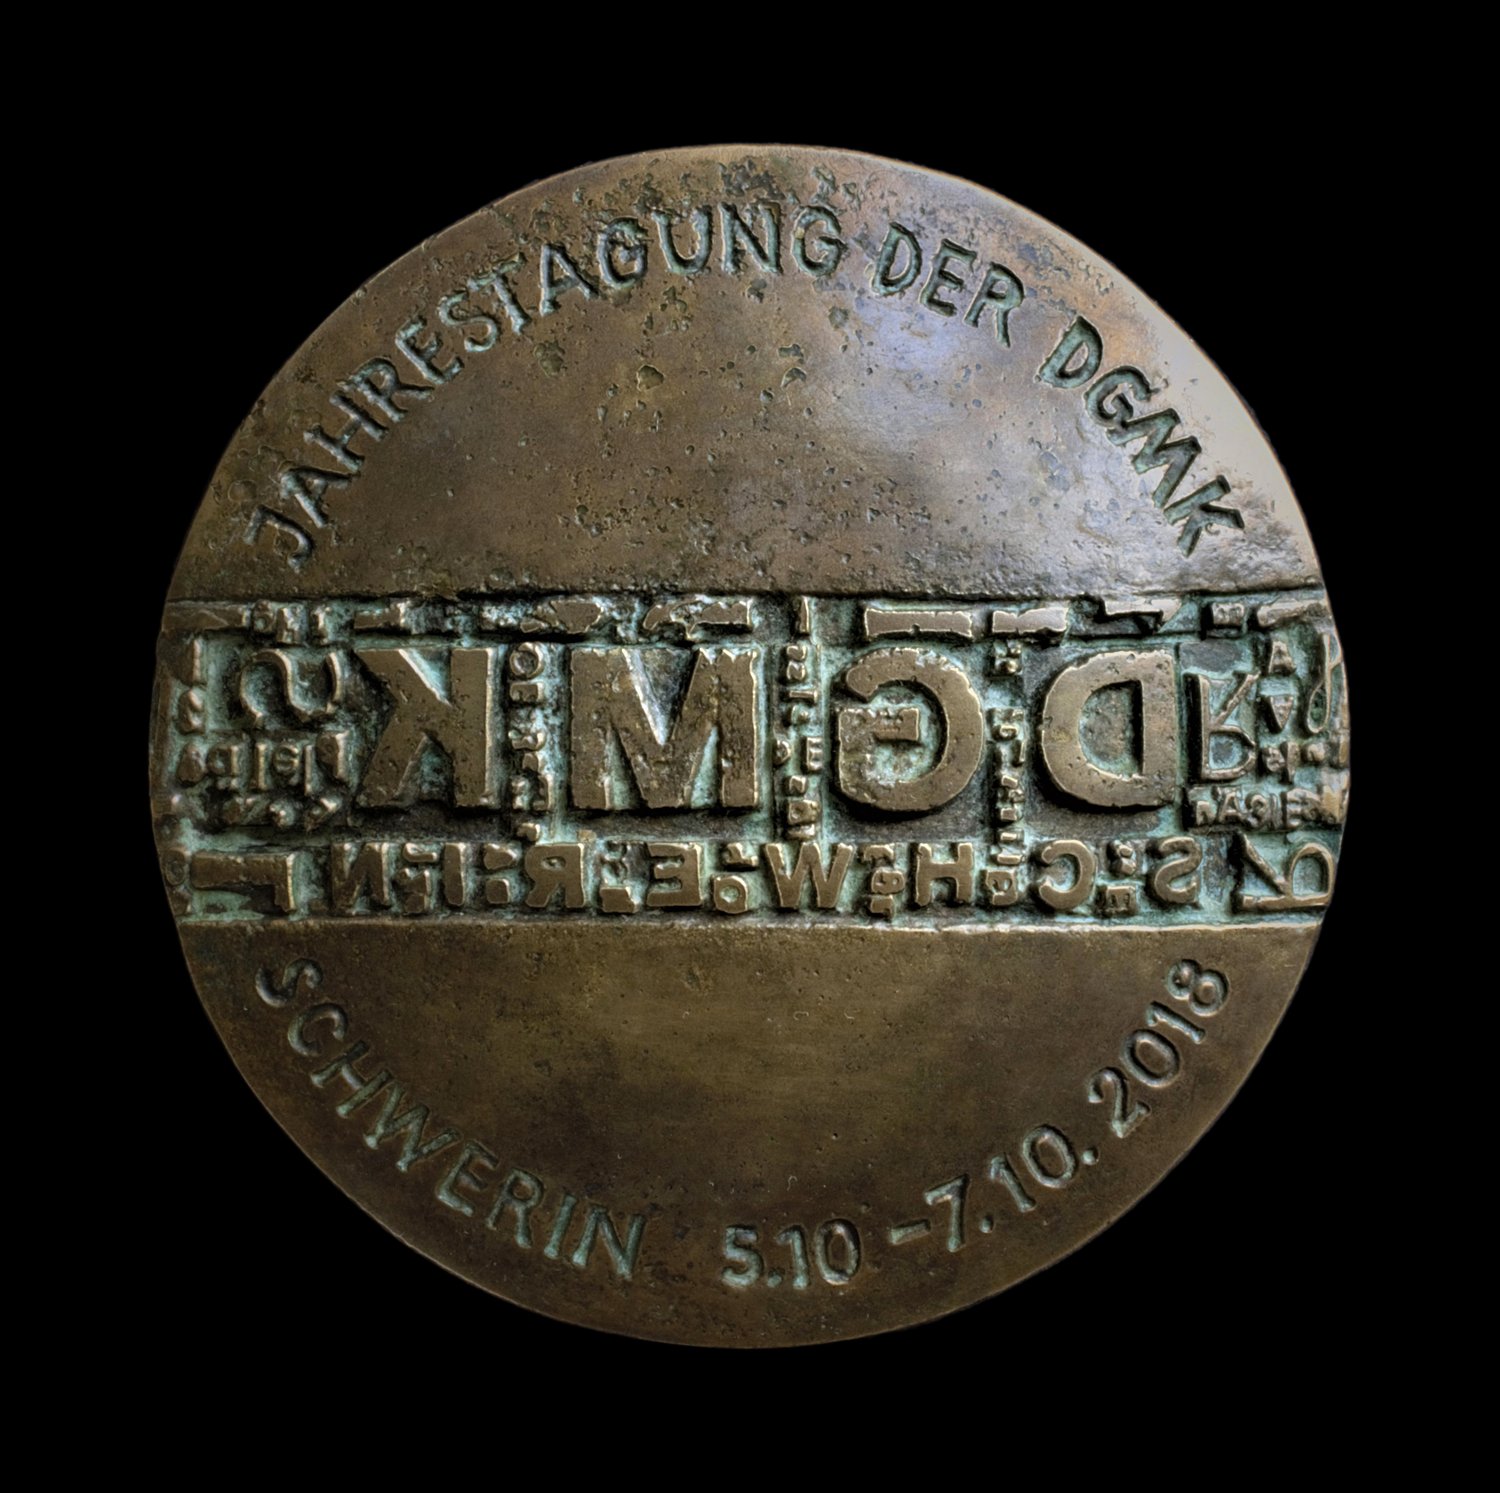 JAHRESTAGUNG DER DGMK
DGMK
SCHWERIN
SCHWERIN 5.10 – 7.10.2018